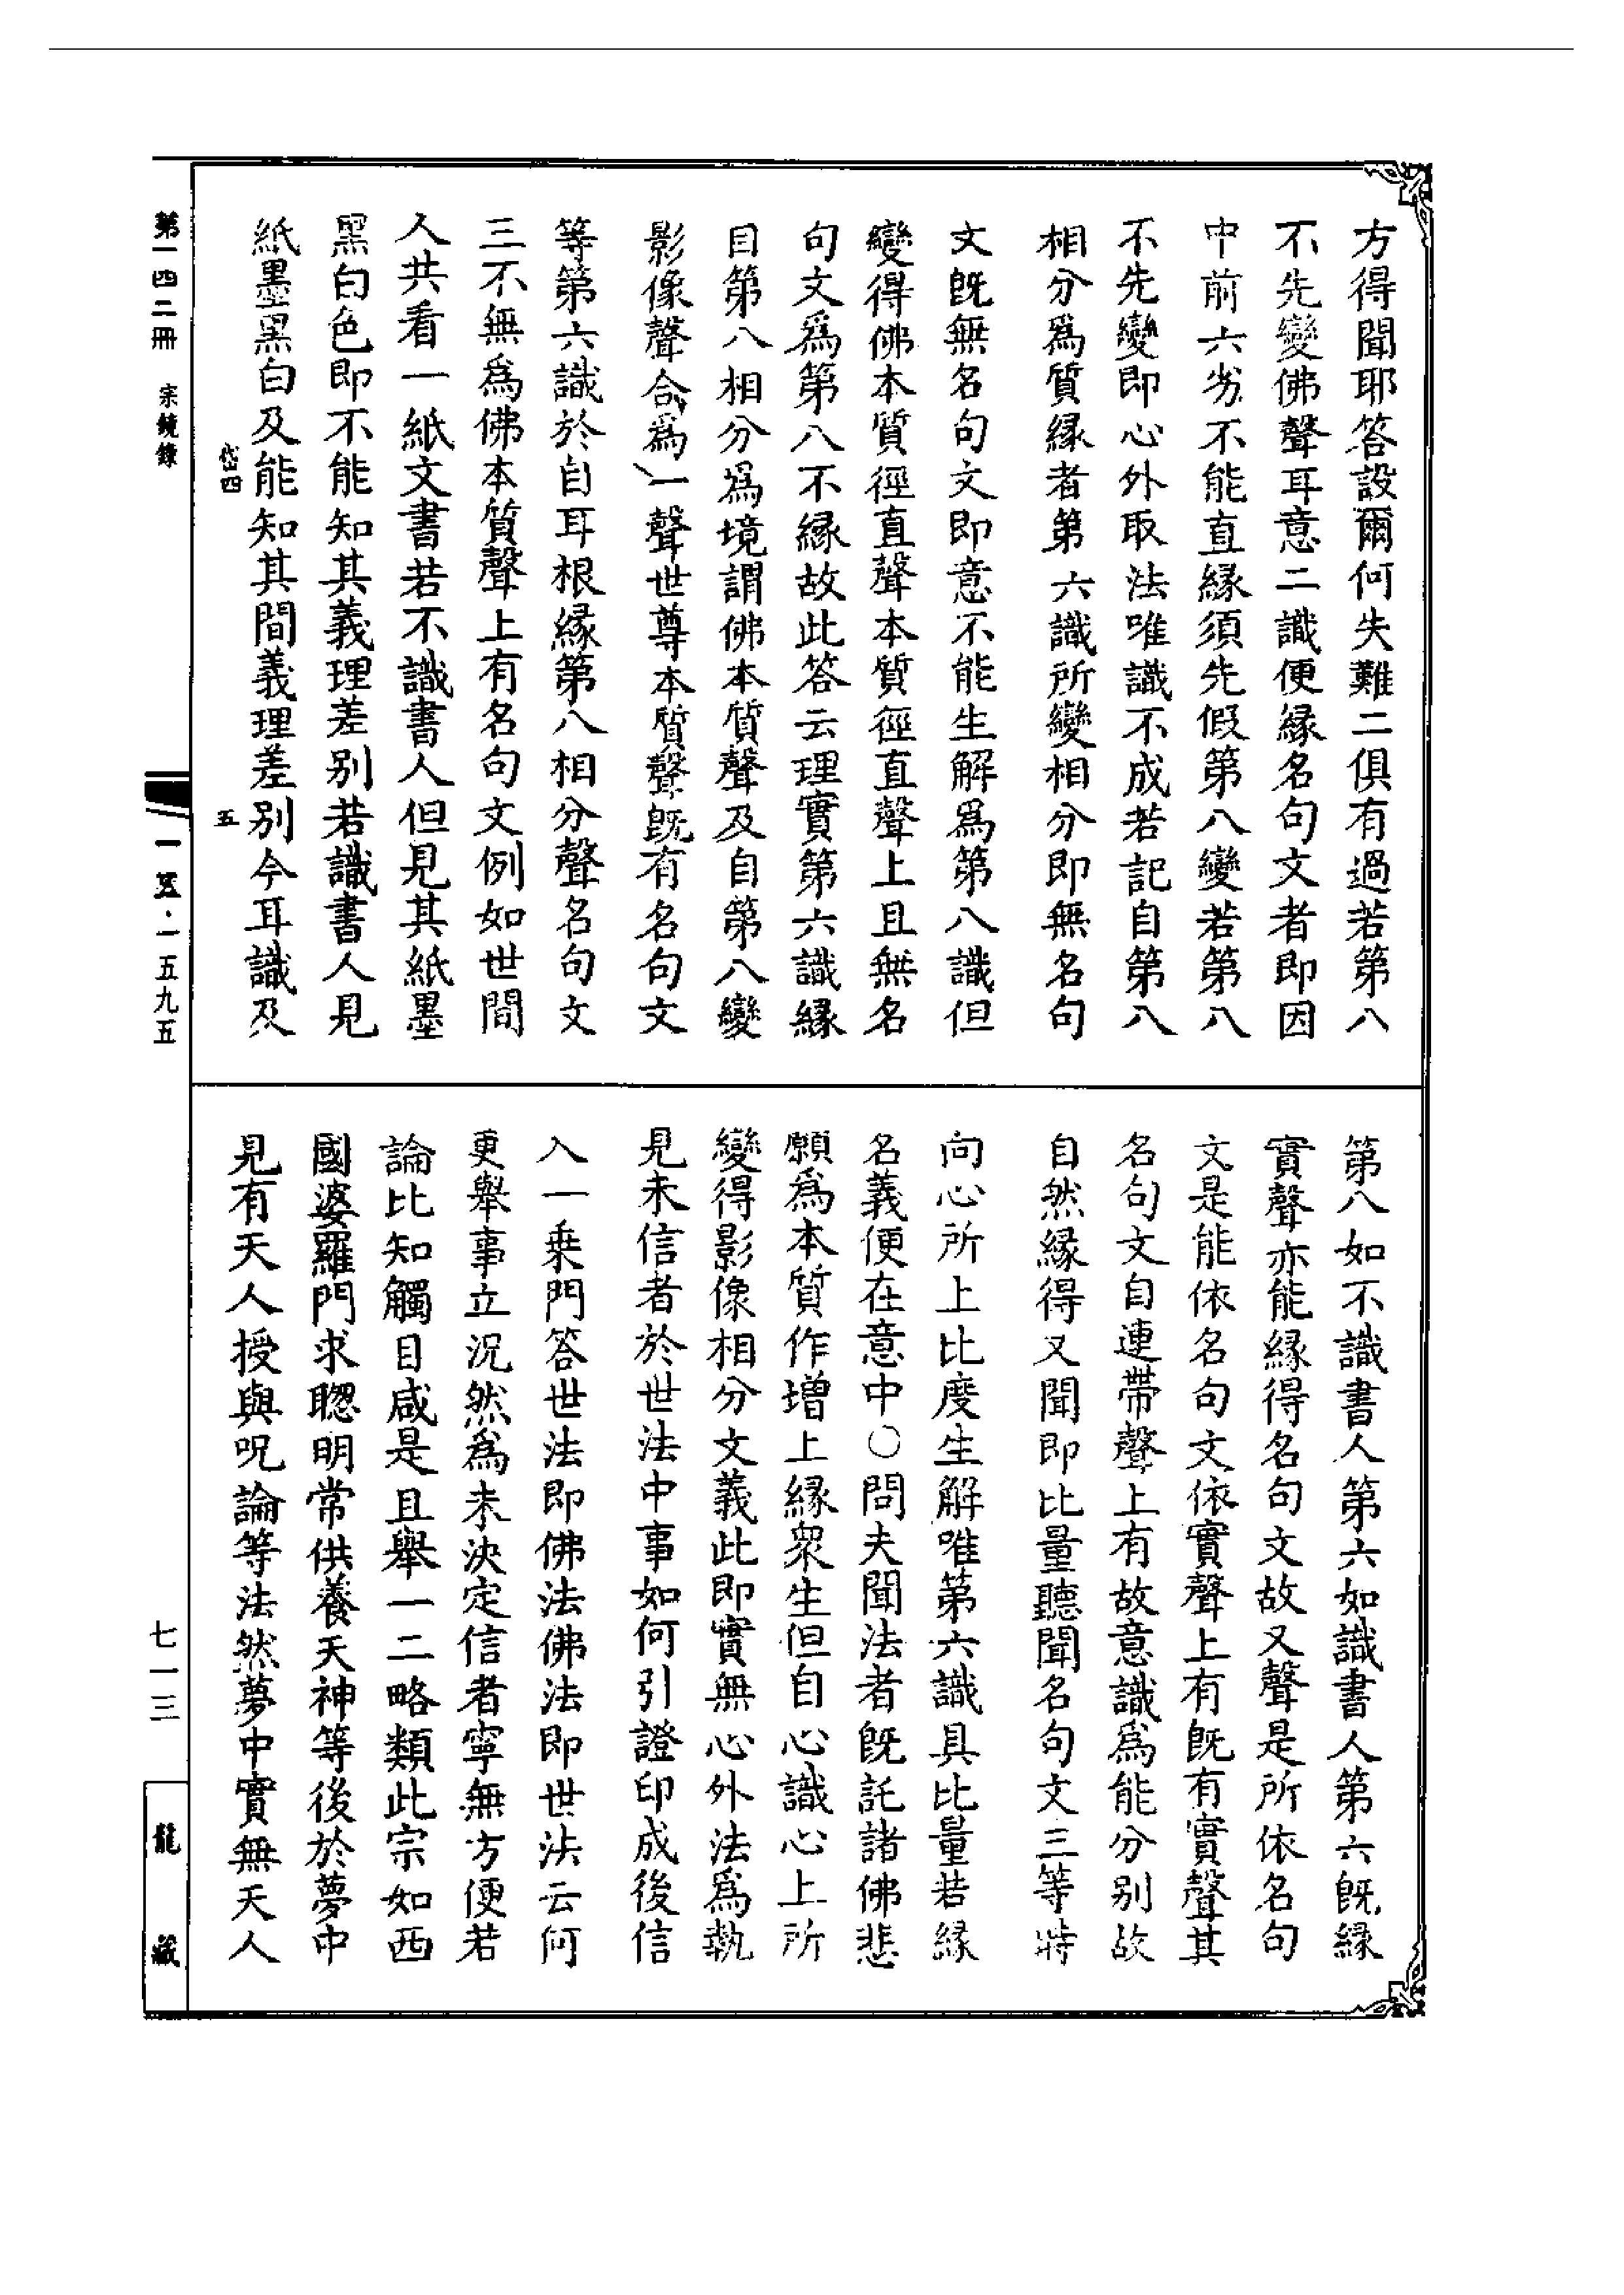 方得聞耶答設爾何失難二俱有過若第八
不先變佛聲耳意二識便縁名句文者即因
中前六劣不能直縁須先假第八變若第八
不先變即心外取法唯識不成若記自第八
相分爲質縁者第六識所變相分即無名句
文既無名句文即意不能生解爲第八識但
變得佛本質徑直聲本質徑直聲上且無名
句文爲第八不縁故此答云理實第六識縁
目第八相分爲境謂佛本質聲及自第八變
影像聲合爲一聲世尊本質聲既有名句文
等第六識於自耳根縁第八相分聲名句文
三不無爲佛本質聲上有名句文例如世間
人共看一紙文書若不識書人但見其紙墨
黑白色即不能知其義理差别若識書人見
紙墨黑白及能知其間義理差别今耳識及
第八如不識書人第六如識書人第六既縁
實聲亦能縁得名句文故又聲是所依名句
文是能依名句文依實聲上有既有實聲其
名句文自連帶聲上有故意識爲能分别故
自然縁得又聞即比量聽聞名句文三等時
向心所上比度生解唯第六識具比量若縁
名義便在意中○問夫聞法者既託諸佛悲
願爲本質作增上縁衆生但自心識心上所
變得影像相分文義此即實無心外法爲執
見未信者於世法中事如何引證印成後信
入一乗門答世法即佛法佛法即世法云何
更舉事立況然爲未決定信者寧無方便若
論比知觸目咸是且舉一二略類此宗如西
國婆羅門求聰明常供養天神等後於夢中
見有天人授與呪論等法然夢中實無天人
第一四二冊 宗鏡錄
岱四
五
一五九五
七一三
龍藏